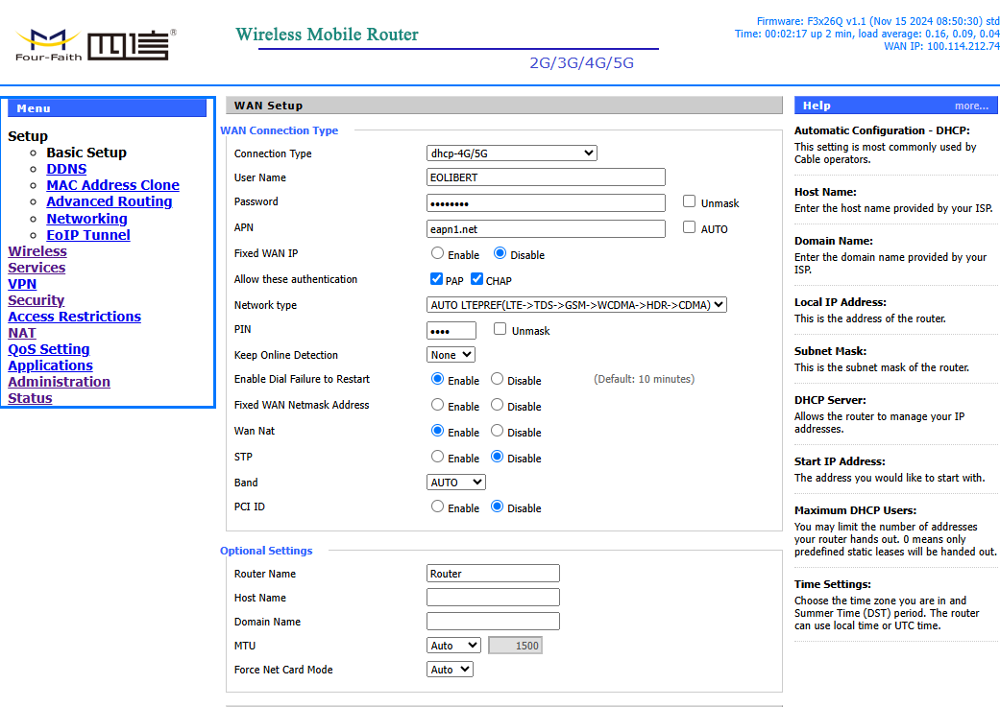 Four-Faith 四信®
Wireless Mobile Router
2G/3G/4G/5G
Firmware: F3x26Q v1.1 (Nov 15 2024 08:50:30) std
Time: 00:02:17 up 2 min, load average: 0.16, 0.09, 0.04
WAN IP: 100.114.212.74
Menu
Setup
Basic Setup
DDNS
MAC Address Clone
Advanced Routing
Networking
EoIP Tunnel
Wireless
Services
VPN
Security
Access Restrictions
NAT
QoS Setting
Applications
Administration
Status
WAN Setup
WAN Connection Type
Connection Type dhcp-4G/5G
User Name EOLIBERT
Password •••••••• Unmask
APN eapn1.net AUTO
Fixed WAN IP Enable Disable
Allow these authentication PAP CHAP
Network type AUTO LTEPREF(LTE->TDS->GSM->WCDMA->HDR->CDMA)
PIN •••• Unmask
Keep Online Detection None
Enable Dial Failure to Restart Enable Disable (Default: 10 minutes)
Fixed WAN Netmask Address Enable Disable
Wan Nat Enable Disable
STP Enable Disable
Band AUTO
PCI ID Enable Disable
Optional Settings
Router Name Router
Host Name
Domain Name
MTU Auto 1500
Force Net Card Mode Auto
Help more...
Automatic Configuration - DHCP:
This setting is most commonly used by
Cable operators.
Host Name:
Enter the host name provided by your ISP.
Domain Name:
Enter the domain name provided by your
ISP.
Local IP Address:
This is the address of the router.
Subnet Mask:
This is the subnet mask of the router.
DHCP Server:
Allows the router to manage your IP
addresses.
Start IP Address:
The address you would like to start with.
Maximum DHCP Users:
You may limit the number of addresses
your router hands out. 0 means only
predefined static leases will be handed out.
Time Settings:
Choose the time zone you are in and
Summer Time (DST) period. The router
can use local time or UTC time.